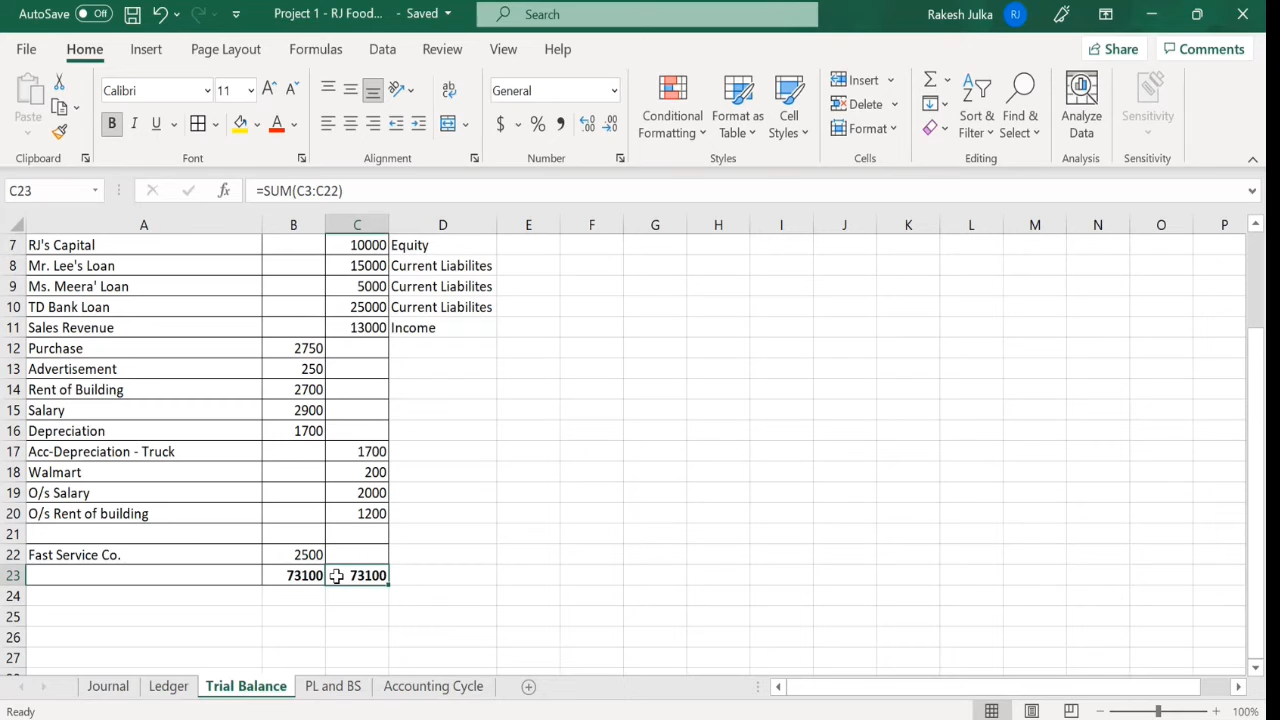 AutoSave Off Project 1 - RJ Food... - Saved Search Rakesh Julka RJ
File Home Insert Page Layout Formulas Data Review View Help Share Comments
Paste Calibri 11 A A ab General Conditional Formatting Format as Table Cell Styles Insert Delete Format Sort & Filter Find & Select Analyze Data Sensitivity
B I U A $ % , .00
Clipboard Font Alignment Number Styles Cells Editing Analysis Sensitivity
C23 fx =SUM(C3:C22)
A B C D E F G H I J K L M N O P
7 RJ's Capital 10000 Equity
8 Mr. Lee's Loan 15000 Current Liabilites
9 Ms. Meera' Loan 5000 Current Liabilites
10 TD Bank Loan 25000 Current Liabilites
11 Sales Revenue 13000 Income
12 Purchase 2750
13 Advertisement 250
14 Rent of Building 2700
15 Salary 2900
16 Depreciation 1700
17 Acc-Depreciation - Truck 1700
18 Walmart 200
19 O/s Salary 2000
20 O/s Rent of building 1200
21
22 Fast Service Co. 2500
23 73100 73100
24
25
26
27
Journal Ledger Trial Balance PL and BS Accounting Cycle
Ready 100%